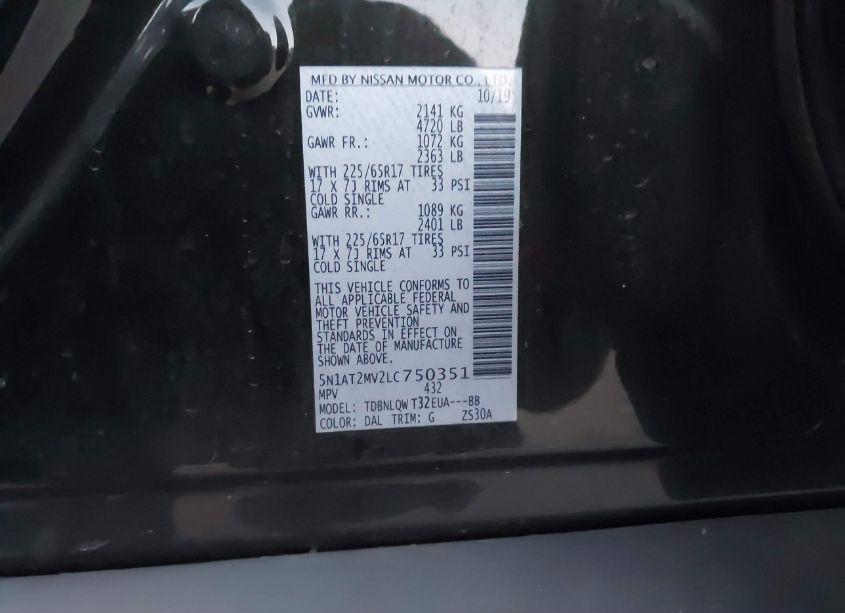 MFD BY NISSAN MOTOR CO., LTD.
DATE: 10/19
GVWR: 2141 KG
4720 LB
GAWR FR.: 1072 KG
2363 LB
WITH 225/65R17 TIRES
17 X 7J RIMS AT 33 PSI
COLD SINGLE
GAWR RR.: 1089 KG
2401 LB
WITH 225/65R17 TIRES
17 X 7J RIMS AT 33 PSI
COLD SINGLE
THIS VEHICLE CONFORMS TO
ALL APPLICABLE FEDERAL
MOTOR VEHICLE SAFETY AND
THEFT PREVENTION
STANDARDS IN EFFECT ON
THE DATE OF MANUFACTURE
SHOWN ABOVE.
5N1AT2MV2LC750351
MPV 432
MODEL: TDBNLQW T32EUA---BB
COLOR: DAL TRIM: G ZS30A